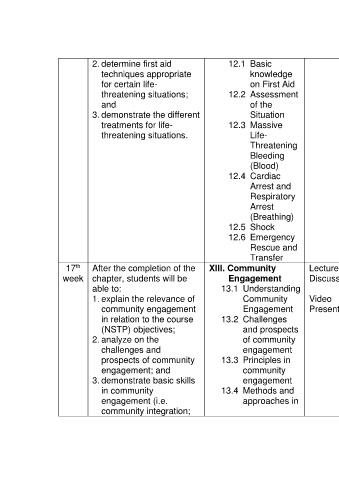 2. determine first aid
techniques appropriate
for certain life-
threatening situations;
and
3. demonstrate the different
treatments for life-
threatening situations.
12.1 Basic
knowledge
on First Aid
12.2 Assessment
of the
Situation
12.3 Massive
Life-
Threatening
Bleeding
(Blood)
12.4 Cardiac
Arrest and
Respiratory
Arrest
(Breathing)
12.5 Shock
12.6 Emergency
Rescue and
Transfer
17th
week
After the completion of the
chapter, students will be
able to:
1. explain the relevance of
community engagement
in relation to the course
(NSTP) objectives;
2. analyze on the
challenges and
prospects of community
engagement; and
3. demonstrate basic skills
in community
engagement (i.e.
community integration;
XIII. Community
Engagement
13.1 Understanding
Community
Engagement
13.2 Challenges
and prospects
of community
engagement
13.3 Principles in
community
engagement
13.4 Methods and
approaches in
Lecture
Discuss
Video
Present